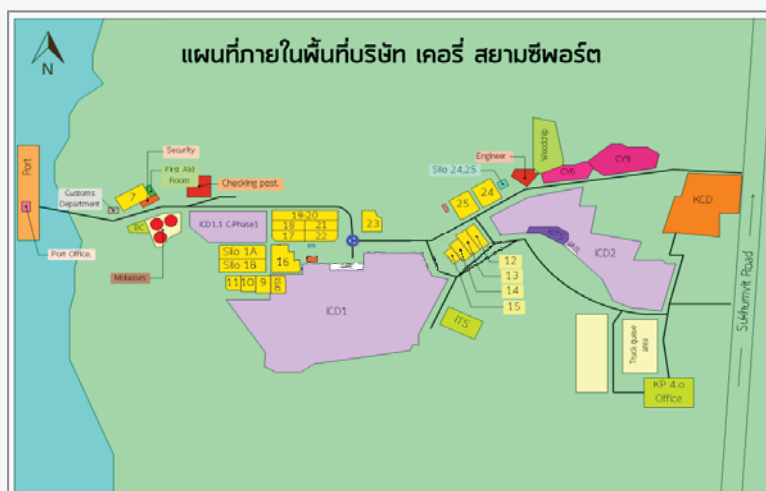 แผนที่ภายในพื้นที่บริษัท เคอรี่ สยามซีพอร์ต
N
Port
Port Office.
Customs
Department
7
Security
First Aid
Room
Checking post.
BC
Molasses
ICD1.1 C-Phase1
19-20
18
21
17
22
23
Silo 1A
Silo 1B
16
11
10
9
ICD1
Silo 24,25
Engineer
Woodchip
CY8
CY9
25
24
KCD
ICD2
12
13
14
15
ITS
Truck queue
area
KP 4.o
Office
Sukhumvit Road